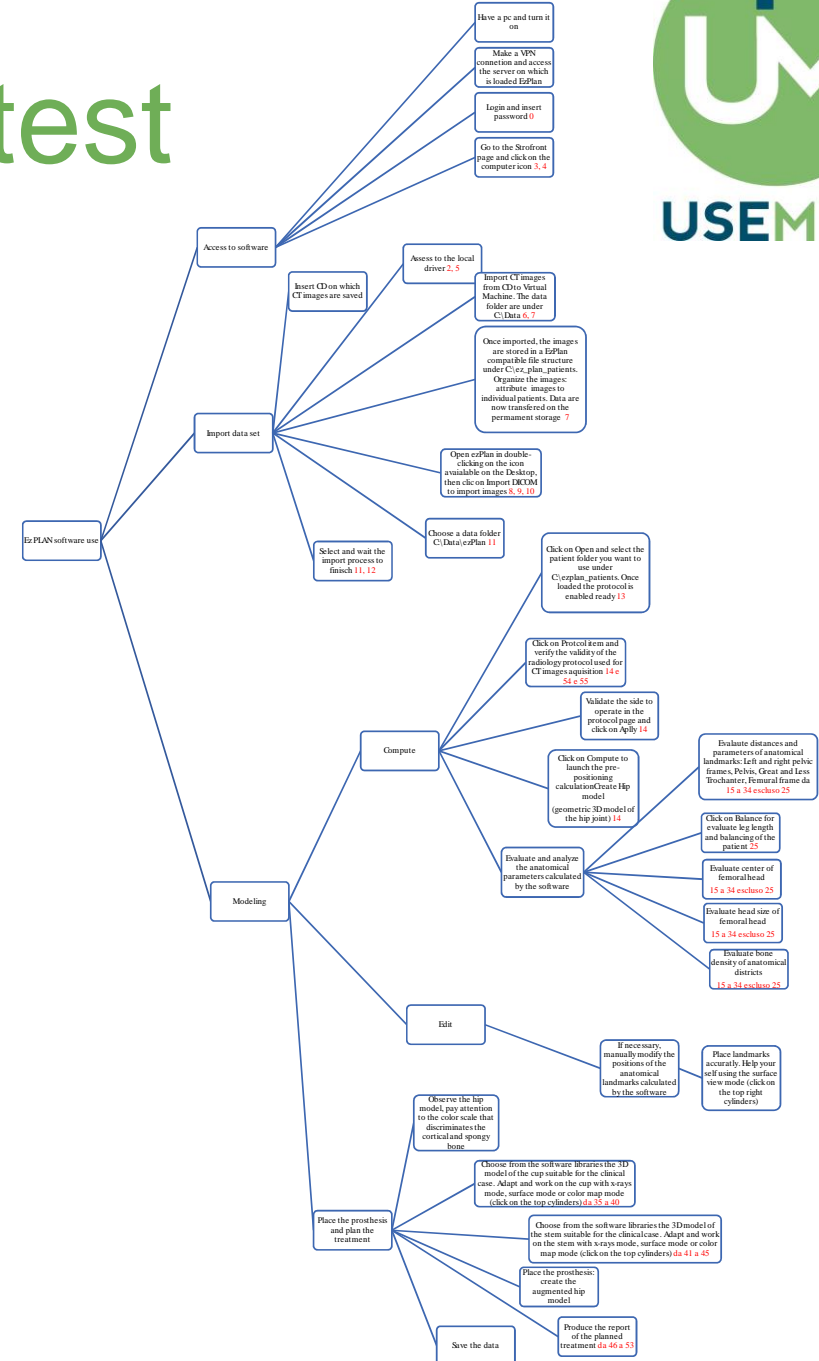 test
UM
USEM
Have a pc and turn it
on
Make a VPN
connetion and access
the server on which
is loaded EzPlan
Login and insert
password 0
Go to the Strofront
page and click on the
computer icon 3, 4
Access to software
Assess to the local
driver 2, 5
Insert CD on which
CT images are saved
Import CT images
from CD to Virtual
Machine. The data
folder are under
C:\Data 6, 7
Once imported, the images
are stored in a EzPlan
compatible file structure
under C:\ez_plan_patients.
Organize the images:
attribute images to
individual patients. Data are
now transfered on the
permament storage 7
Import data set
Open ezPlan in double-
clicking on the icon
avaialable on the Desktop,
then clic on Import DICOM
to import images 8, 9, 10
Choose a data folder
C:\Data\ezPlan 11
Select and wait the
import process to
finisch 11, 12
Ez PLAN software use
Click on Open and select the
patient folder you want to
use under
C:\ezplan_patients. Once
loaded the protocol is
enabled ready 13
Click on Protcol item and
verify the validity of the
radiology protocol used for
CT images aquisition 14 e
54 e 55
Validate the side to
operate in the
protocol page and
click on Aplly 14
Compute
Click on Compute to
launch the pre-
positioning
calculationCreate Hip
model
(geometric 3D model of
the hip joint) 14
Evaluate and analyze
the anatomical
parameters calculated
by the software
Evalaute distances and
parameters of anatomical
landmarks: Left and right pelvic
frames, Pelvis, Great and Less
Trochanter, Femural frame da
15 a 34 escluso 25
Click on Balance for
evaluate leg length
and balancing of the
patient 25
Evaluate center of
femoral head
15 a 34 escluso 25
Evaluate head size of
femoral head
15 a 34 escluso 25
Evaluate bone
density of anatomical
districts
15 a 34 escluso 25
Modeling
Edit
If necessary,
manually modify the
positions of the
anatomical
landmarks calculated
by the software
Place landmarks
accuratly. Help your
self using the surface
view mode (click on
the top right
cylinders)
Observe the hip
model, pay attention
to the color scale that
discriminates the
cortical and spongy
bone
Choose from the software libraries the 3D
model of the cup suitable for the clinical
case. Adapt and work on the cup with x-rays
mode, surface mode or color map mode
(click on the top cylinders) da 35 a 40
Place the prosthesis
and plan the
treatment
Choose from the software libraries the 3D model of
the stem suitable for the clinical case. Adapt and work
on the stem with x-rays mode, surface mode or color
map mode (click on the top cylinders) da 41 a 45
Place the prosthesis:
create the
augmented hip
model
Produce the report
of the planned
treatment da 46 a 53
Save the data